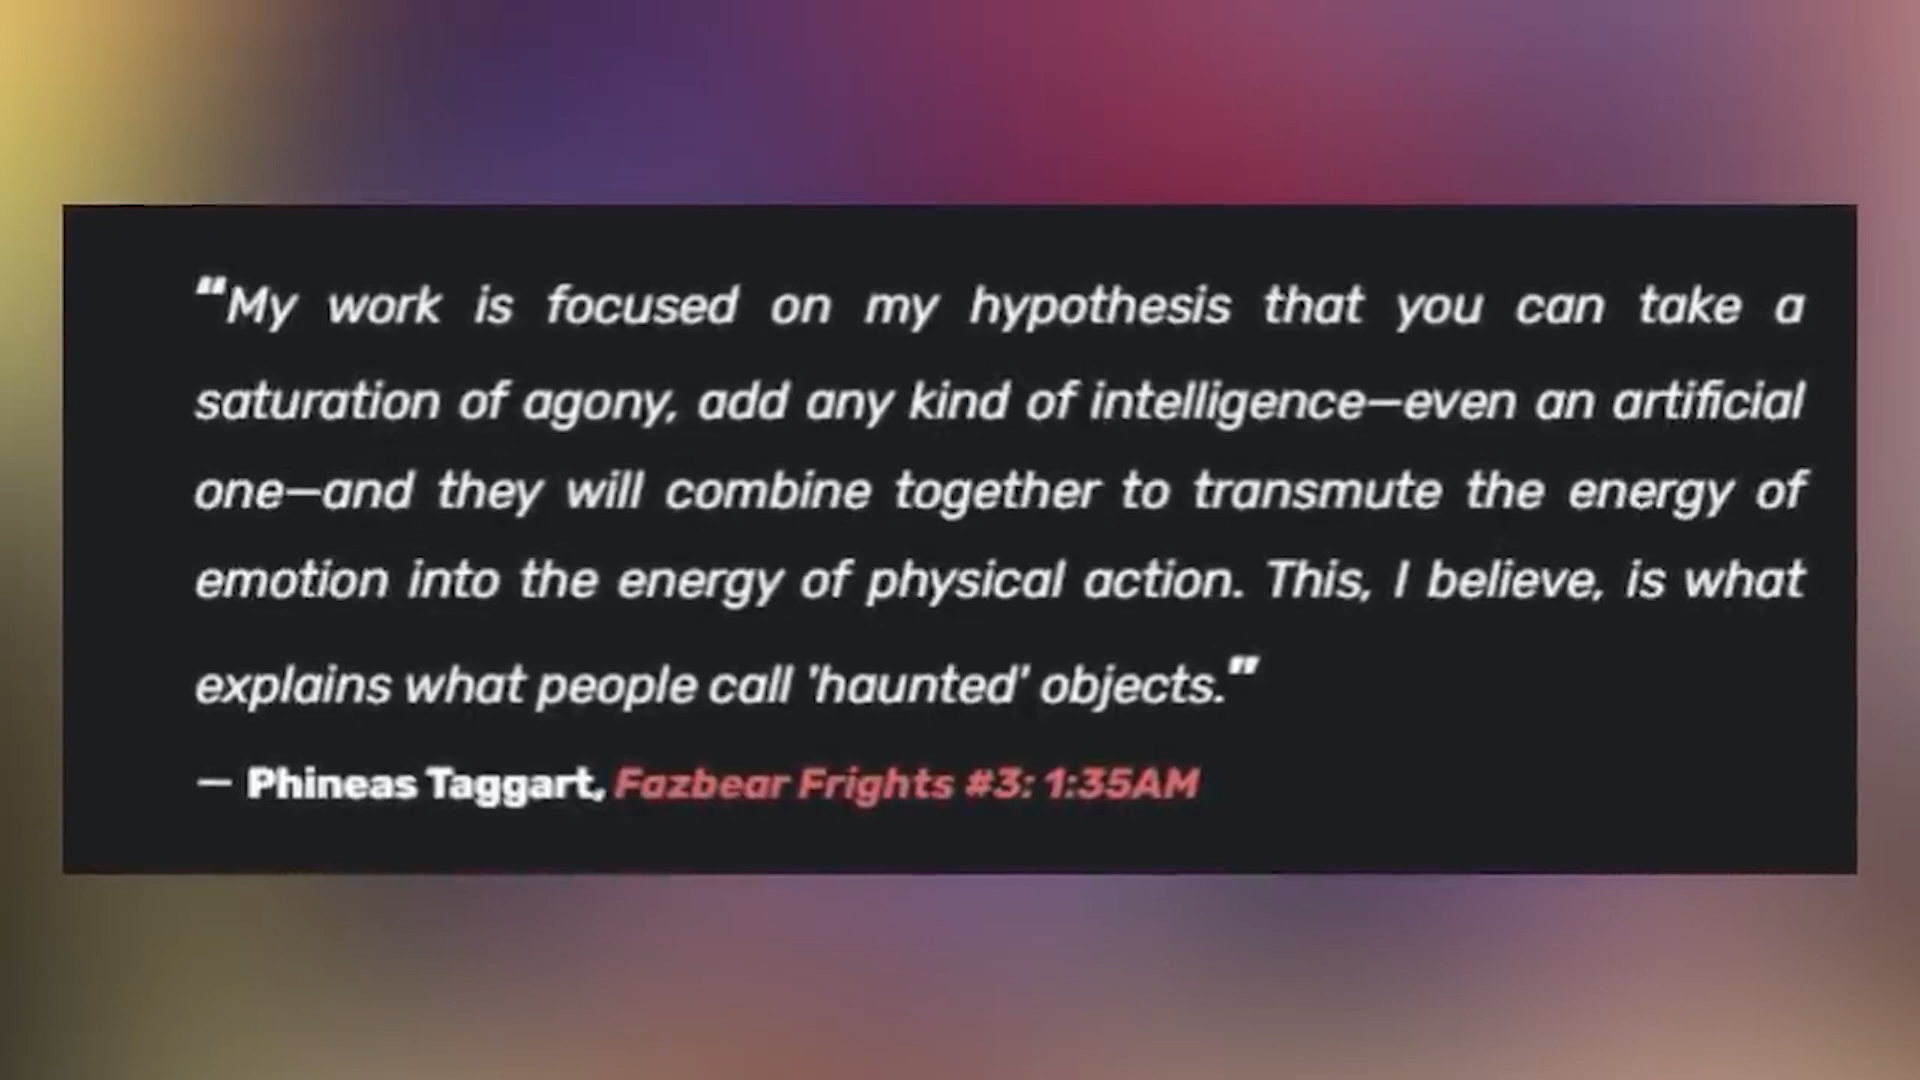 “My work is focused on my hypothesis that you can take a
saturation of agony, add any kind of intelligence—even an artificial
one—and they will combine together to transmute the energy of
emotion into the energy of physical action. This, I believe, is what
explains what people call 'haunted' objects.”
— Phineas Taggart, Fazbear Frights #3: 1:35AM